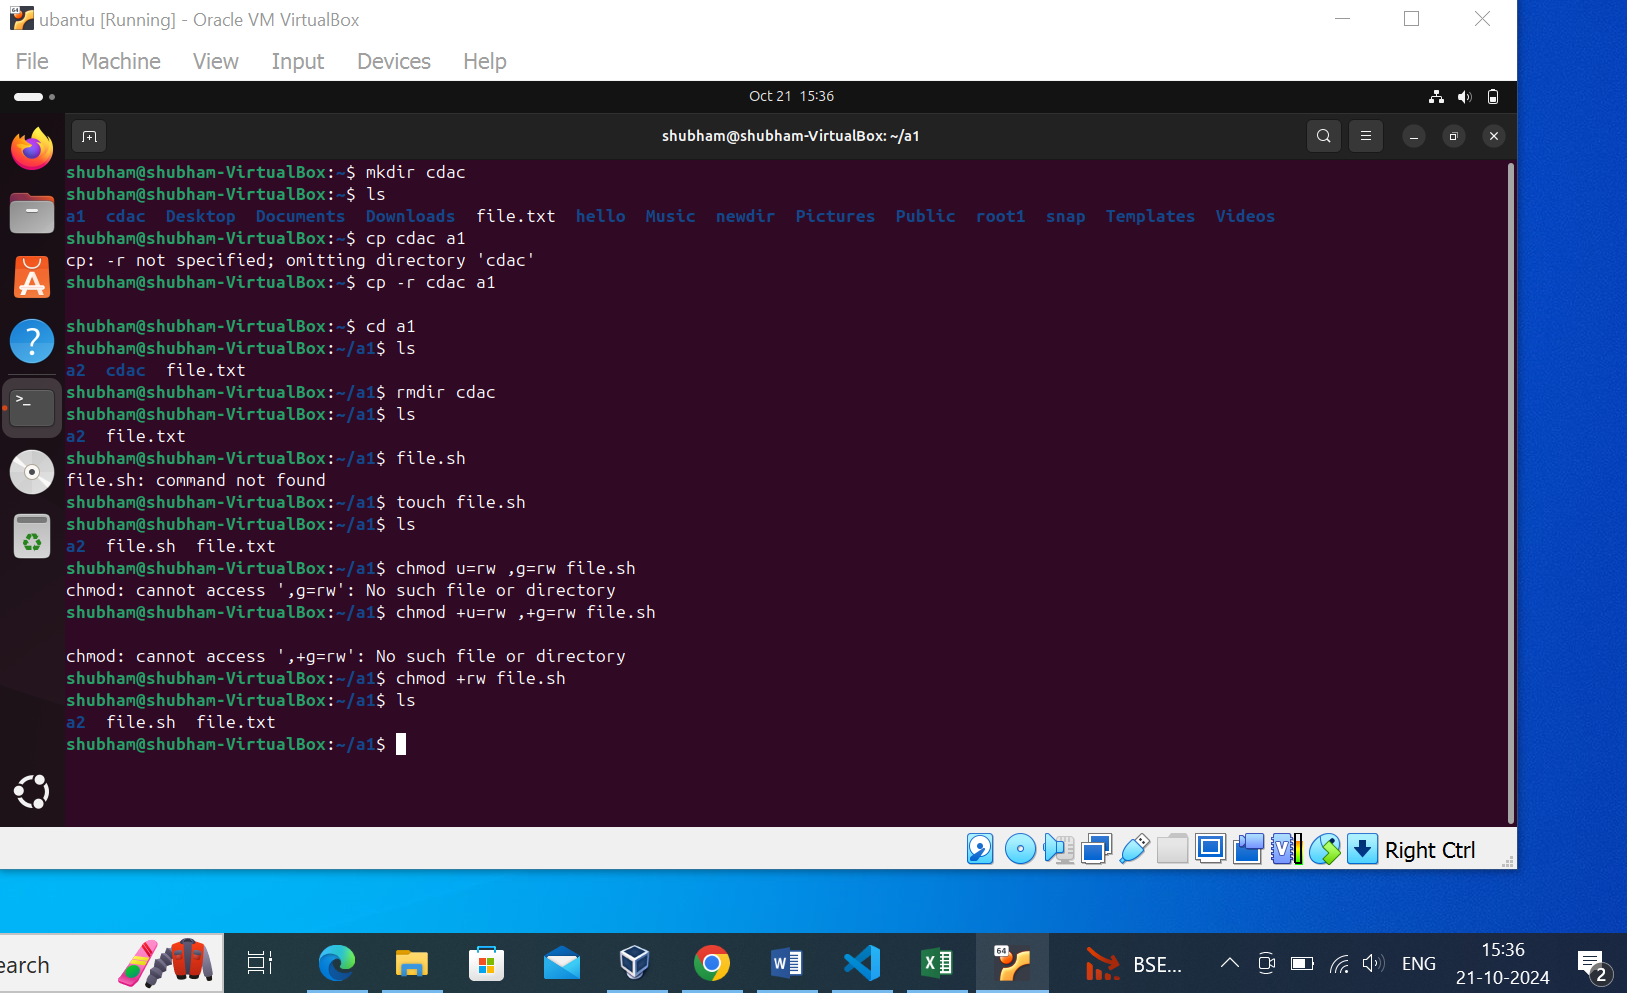 ubantu [Running] - Oracle VM VirtualBox
File Machine View Input Devices Help
Oct 21 15:36
shubham@shubham-VirtualBox: ~/a1
shubham@shubham-VirtualBox:~$ mkdir cdac
shubham@shubham-VirtualBox:~$ ls
a1 cdac Desktop Documents Downloads file.txt hello Music newdir Pictures Public root1 snap Templates Videos
shubham@shubham-VirtualBox:~$ cp cdac a1
cp: -r not specified; omitting directory 'cdac'
shubham@shubham-VirtualBox:~$ cp -r cdac a1
shubham@shubham-VirtualBox:~$ cd a1
shubham@shubham-VirtualBox:~/a1$ ls
a2 cdac file.txt
shubham@shubham-VirtualBox:~/a1$ rmdir cdac
shubham@shubham-VirtualBox:~/a1$ ls
a2 file.txt
shubham@shubham-VirtualBox:~/a1$ file.sh
file.sh: command not found
shubham@shubham-VirtualBox:~/a1$ touch file.sh
shubham@shubham-VirtualBox:~/a1$ ls
a2 file.sh file.txt
shubham@shubham-VirtualBox:~/a1$ chmod u=rw ,g=rw file.sh
chmod: cannot access ',g=rw': No such file or directory
shubham@shubham-VirtualBox:~/a1$ chmod +u=rw ,+g=rw file.sh
chmod: cannot access ',+g=rw': No such file or directory
shubham@shubham-VirtualBox:~/a1$ chmod +rw file.sh
shubham@shubham-VirtualBox:~/a1$ ls
a2 file.sh file.txt
shubham@shubham-VirtualBox:~/a1$
Right Ctrl
earch
64
BSE...
ENG
15:36
21-10-2024
2